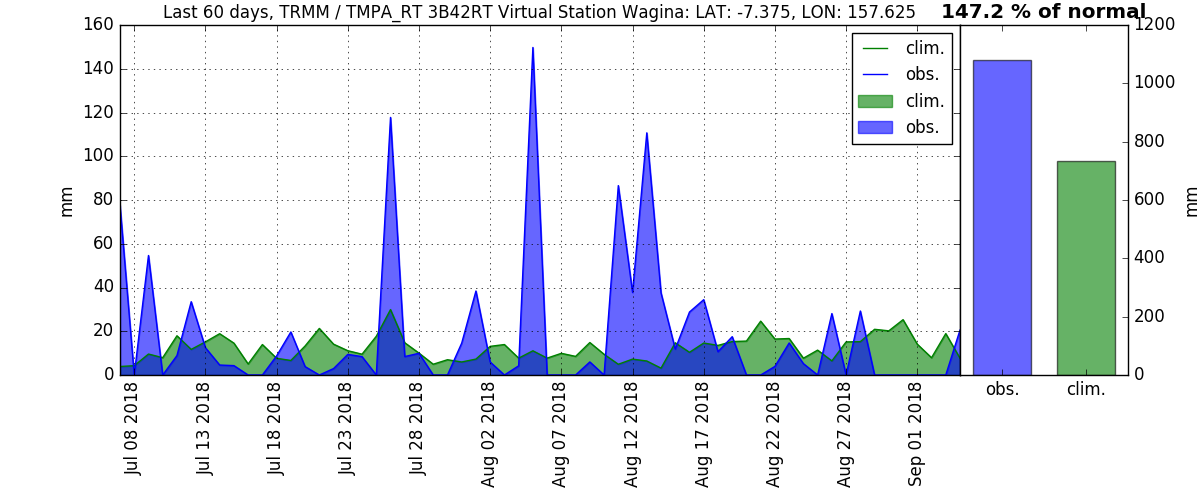 Last 60 days, TRMM / TMPA_RT 3B42RT Virtual Station Wagina: LAT: -7.375, LON: 157.625
147.2 % of normal
160
140
120
100
80
60
40
20
0
mm
clim.
obs.
clim.
obs.
Jul 08 2018
Jul 13 2018
Jul 18 2018
Jul 23 2018
Jul 28 2018
Aug 02 2018
Aug 07 2018
Aug 12 2018
Aug 17 2018
Aug 22 2018
Aug 27 2018
Sep 01 2018
1200
1000
800
600
400
200
0
mm
obs.
clim.